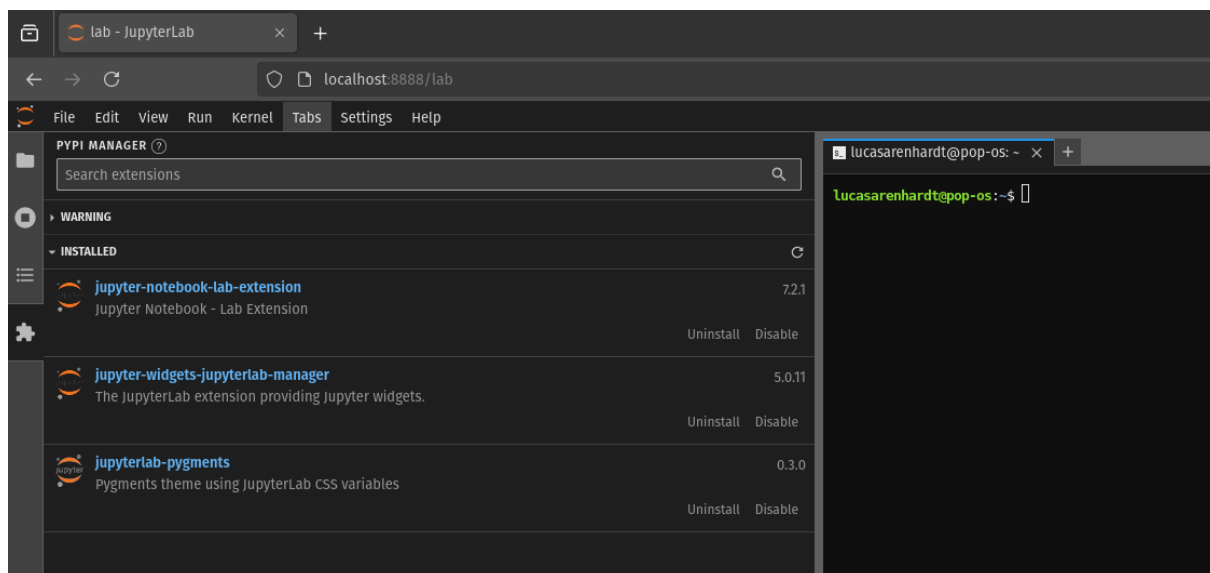 lab - JupyterLab
localhost:8888/lab
File Edit View Run Kernel Tabs Settings Help
PYPI MANAGER ?
Search extensions
WARNING
INSTALLED
jupyter-notebook-lab-extension 7.2.1
Jupyter Notebook - Lab Extension
Uninstall Disable
jupyter-widgets-jupyterlab-manager 5.0.11
The JupyterLab extension providing Jupyter widgets.
Uninstall Disable
jupyter
jupyterlab-pygments 0.3.0
Pygments theme using JupyterLab CSS variables
Uninstall Disable
lucasarenhardt@pop-os: ~
lucasarenhardt@pop-os:~$